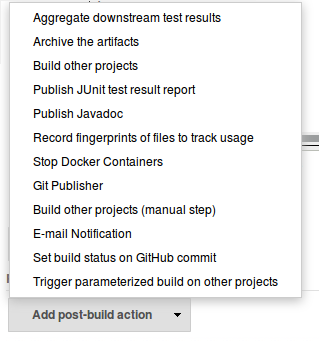 Aggregate downstream test results
Archive the artifacts
Build other projects
Publish JUnit test result report
Publish Javadoc
Record fingerprints of files to track usage
Stop Docker Containers
Git Publisher
Build other projects (manual step)
E-mail Notification
Set build status on GitHub commit
Trigger parameterized build on other projects
Add post-build action